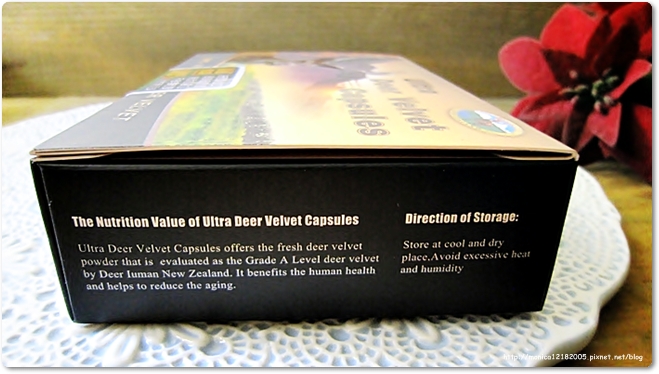 Deer Velvet
Capsules
The Nutrition Value of Ultra Deer Velvet Capsules
Ultra Deer Velvet Capsules offers the fresh deer velvet
powder that is evaluated as the Grade A Level deer velvet
by Deer Iuman New Zealand. It benefits the human health
and helps to reduce the aging.
Direction of Storage:
Store at cool and dry
place.Avoid excessive heat
and humidity
http://monica12182005.pixnet.net/blog